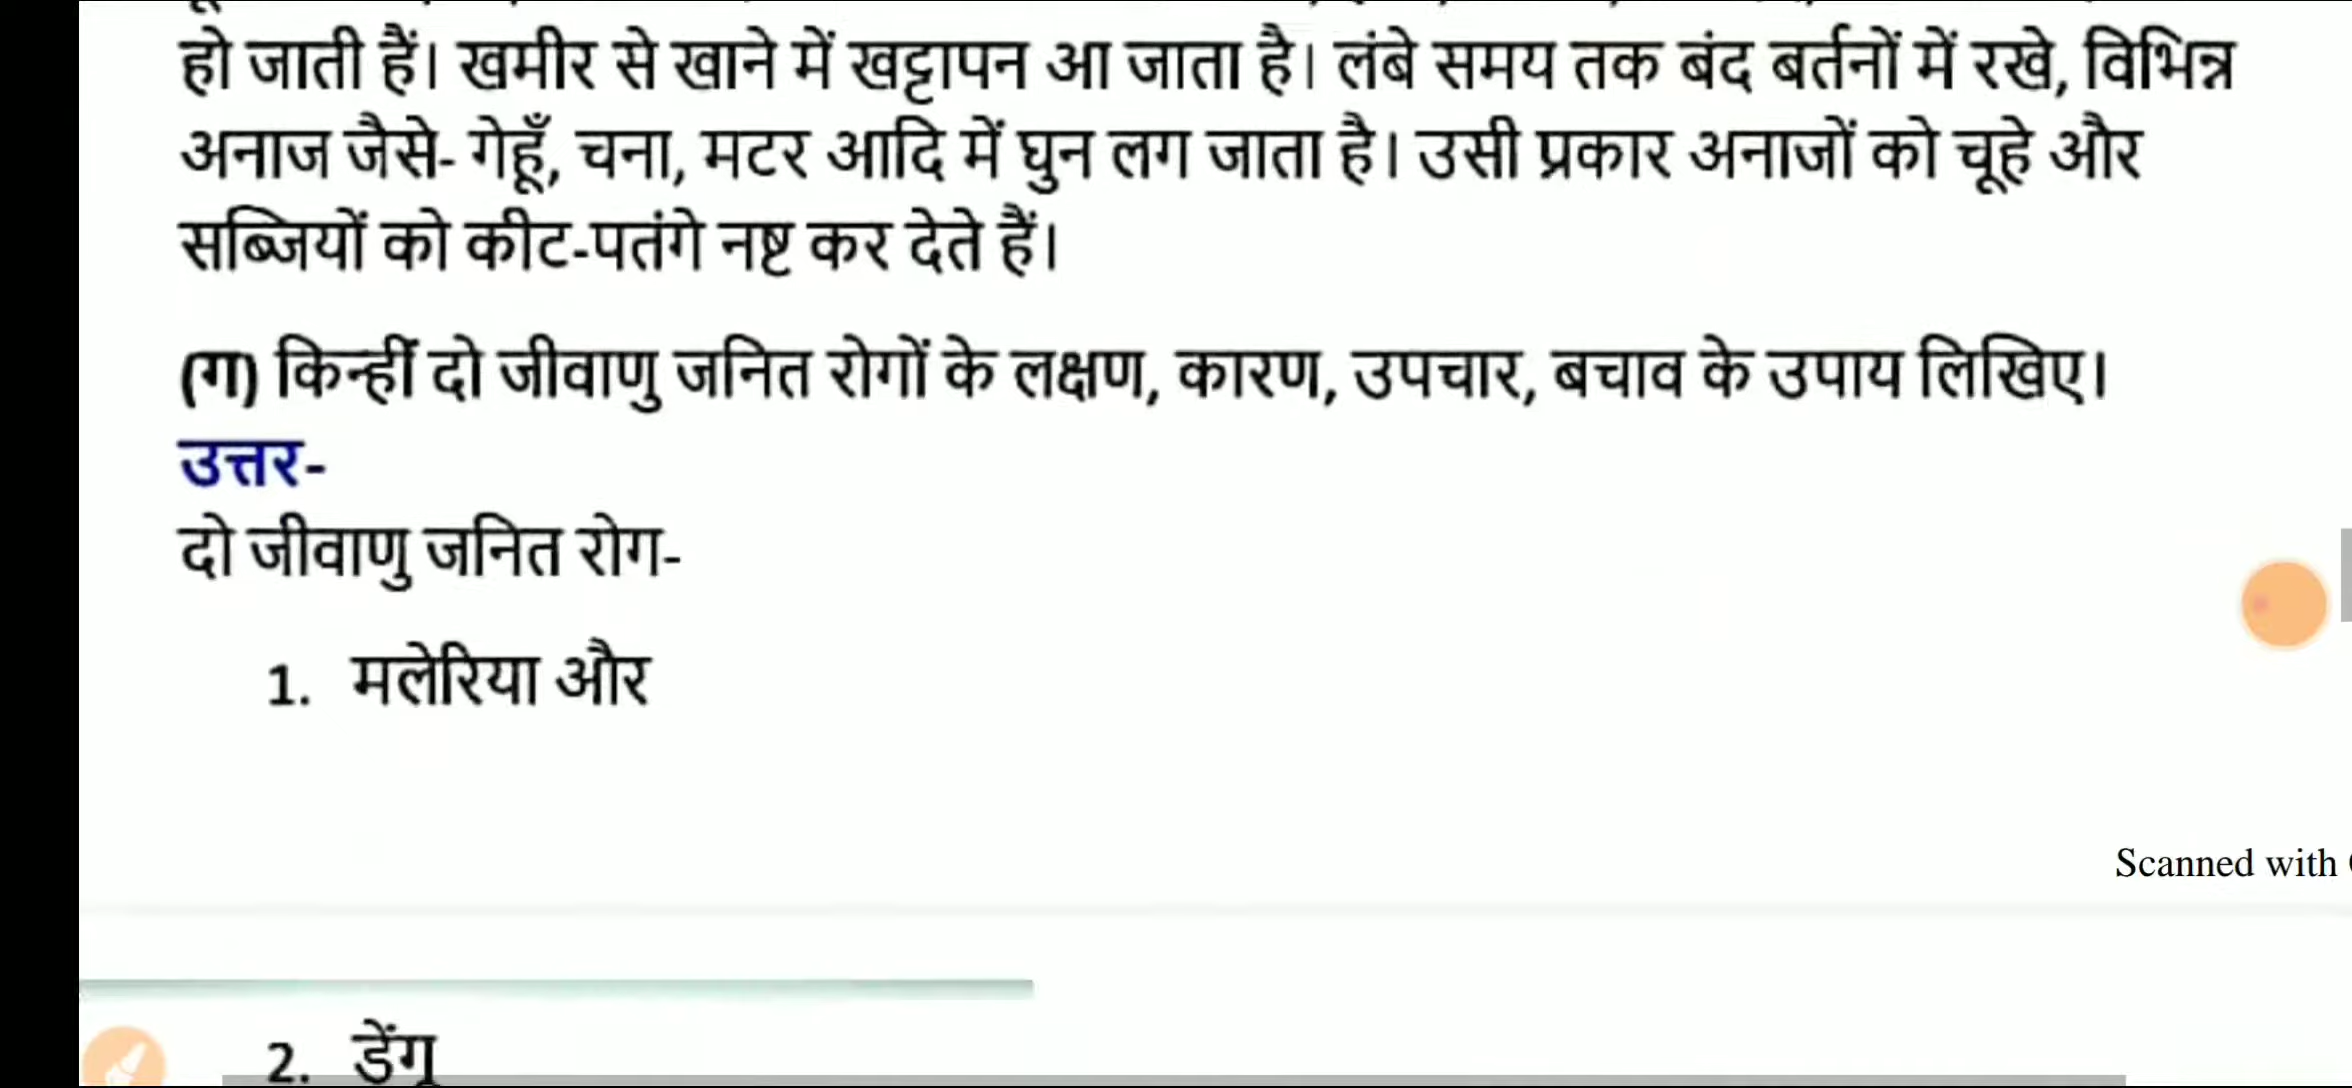 हो जाती हैं। खमीर से खाने में खट्टापन आ जाता है। लंबे समय तक बंद बर्तनों में रखे, विभिन्न
अनाज जैसे- गेहूँ, चना, मटर आदि में घुन लग जाता है। उसी प्रकार अनाजों को चूहे और
सब्जियों को कीट-पतंगे नष्ट कर देते हैं।
(ग) किन्हीं दो जीवाणु जनित रोगों के लक्षण, कारण, उपचार, बचाव के उपाय लिखिए।
उत्तर-
दो जीवाणु जनित रोग-
1. मलेरिया और
Scanned with
2. डेंगू